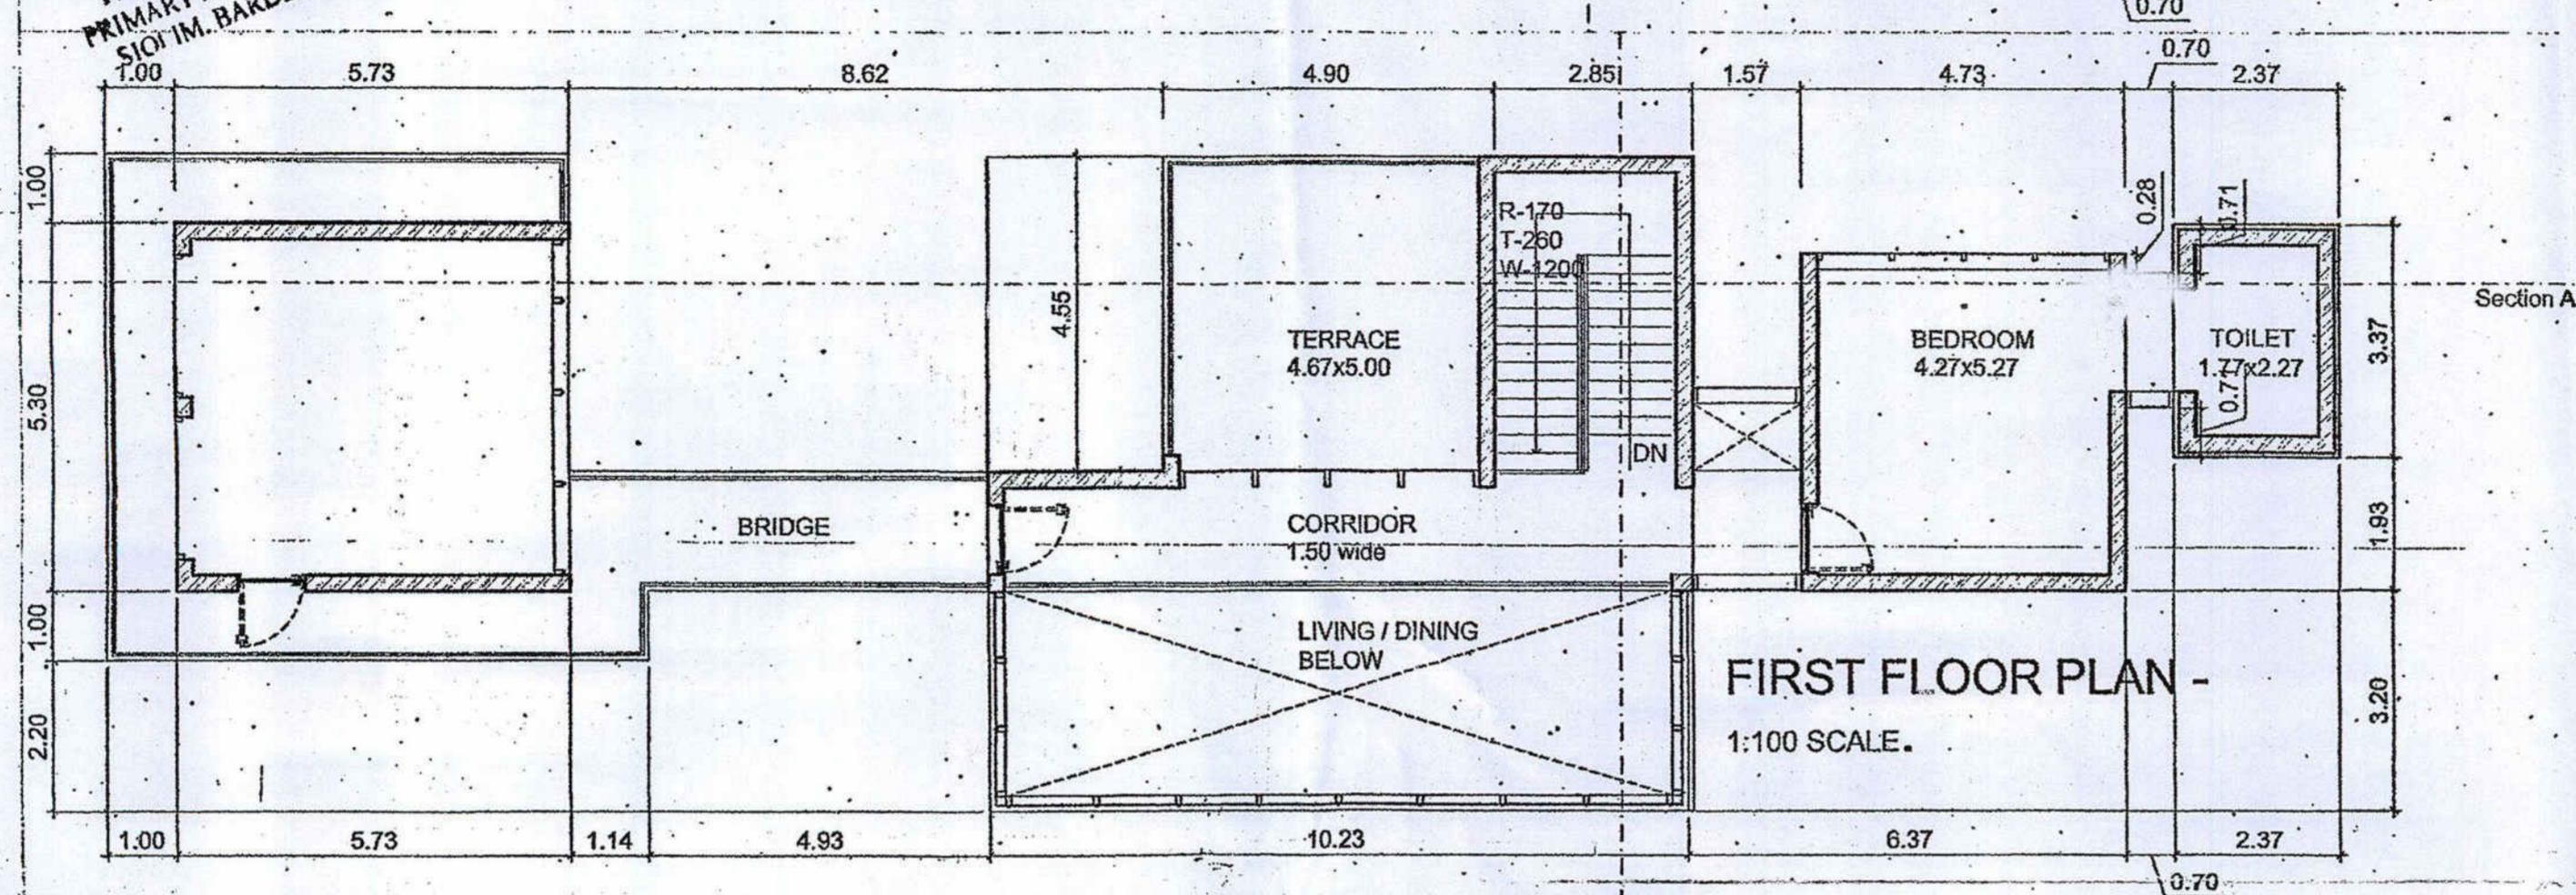 PRIMARY
SIOLIM. BARD
0.70
0.70
1.00 5.73 8.62 4.90 2.85 1.57 4.73 2.37
1.00
5.30
1.00
2.20
4.55
R-170
T-260
W-1200
DN
TERRACE
4.67x5.00
BRIDGE
CORRIDOR
1.50 wide
LIVING / DINING
BELOW
BEDROOM
4.27x5.27
0.28
0.71
TOILET
1.77x2.27
0.77
Section A
3.37
1.93
3.20
FIRST FLOOR PLAN -
1:100 SCALE.
1.00 5.73 1.14 4.93 10.23 6.37 2.37
0.70